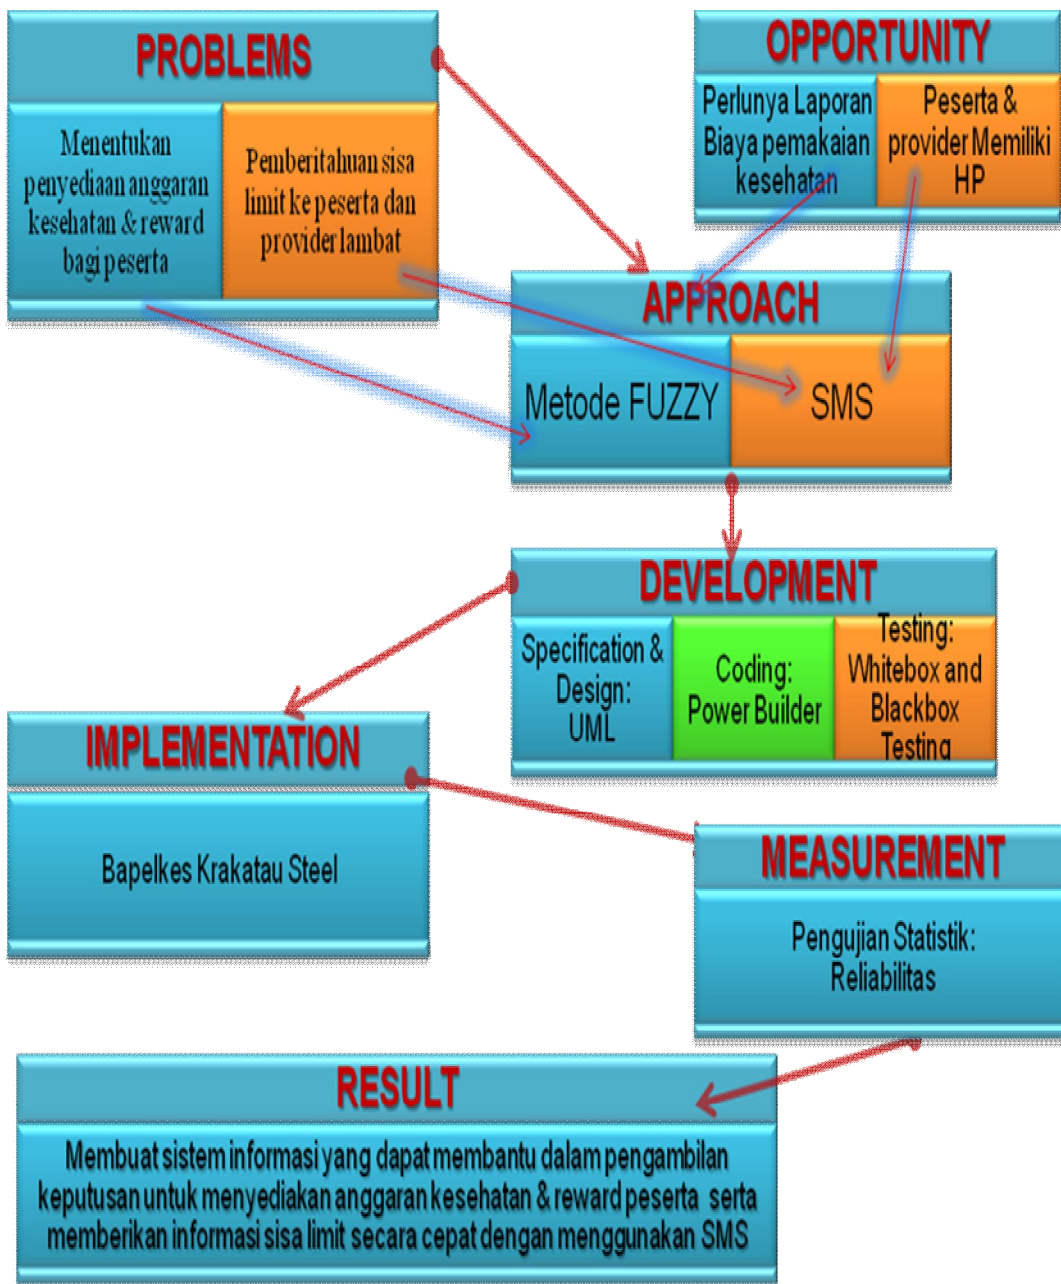 PROBLEMS
Menentukan
penyediaan anggaran
kesehatan & reward
bagi peserta
Pemberitahuan sisa
limit ke peserta dan
provider lambat
OPPORTUNITY
Perlunya Laporan
Biaya pemakaian
kesehatan
Peserta &
provider Memiliki
HP
APPROACH
Metode FUZZY
SMS
DEVELOPMENT
Specification &
Design:
UML
Coding:
Power Builder
Testing:
Whitebox and
Blackbox
Testing
IMPLEMENTATION
Bapelkes Krakatau Steel
MEASUREMENT
Pengujian Statistik:
Reliabilitas
RESULT
Membuat sistem informasi yang dapat membantu dalam pengambilan
keputusan untuk menyediakan anggaran kesehatan & reward peserta serta
memberikan informasi sisa limit secara cepat dengan menggunakan SMS